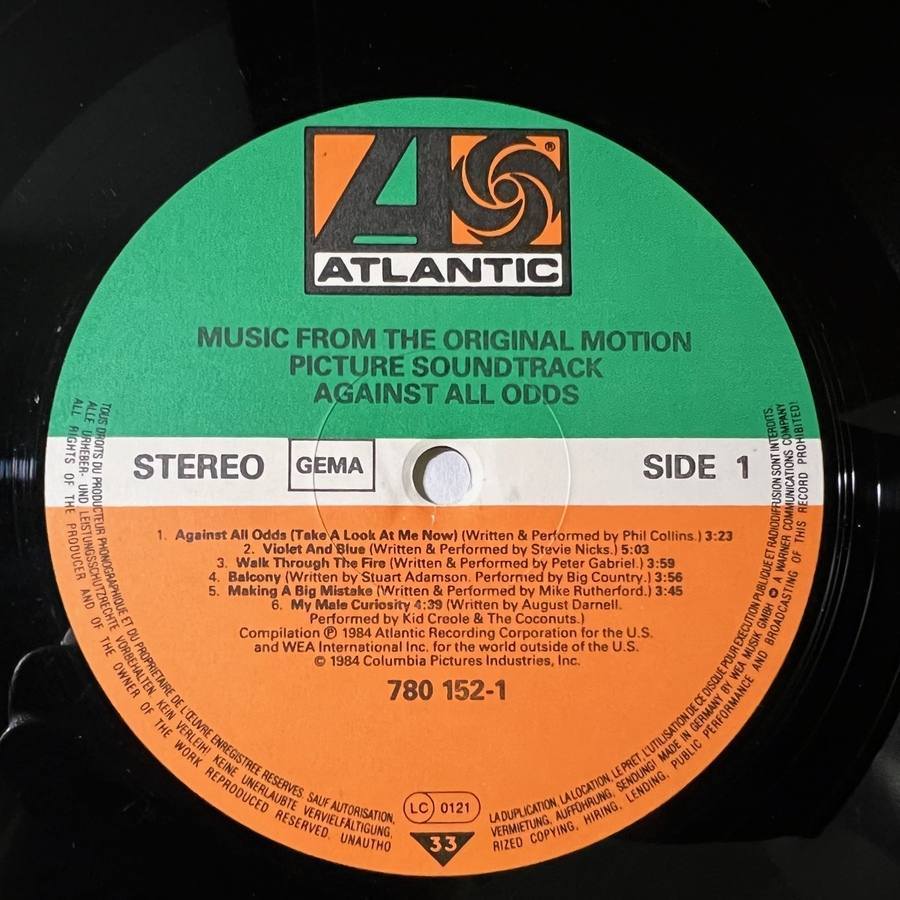 ATLANTIC
®
MUSIC FROM THE ORIGINAL MOTION
PICTURE SOUNDTRACK
AGAINST ALL ODDS
STEREO GEMA SIDE 1
1. Against All Odds (Take A Look At Me Now) (Written & Performed by Phil Collins.) 3:23
2. Violet And Blue (Written & Performed by Stevie Nicks.) 5:03
3. Walk Through The Fire (Written & Performed by Peter Gabriel.) 3:59
4. Balcony (Written by Stuart Adamson. Performed by Big Country.) 3:56
5. Making A Big Mistake (Written & Performed by Mike Rutherford.) 3:45
6. My Male Curiosity 4:39 (Written by August Darnell.
Performed by Kid Creole & The Coconuts.)
Compilation ℗ 1984 Atlantic Recording Corporation for the U.S.
and WEA International Inc. for the world outside of the U.S.
© 1984 Columbia Pictures Industries, Inc.
780 152-1
LC 0121
33
TOUS DROITS DU PRODUCTEUR PHONOGRAPHIQUE ET DU PROPRIETAIRE DE L'ŒUVRE ENREGISTREE RESERVES. SAUF AUTORISATION, LA DUPLICATION, LA LOCATION, LE PRET, L'UTILISATION DE CE DISQUE POUR EXECUTION PUBLIQUE ET RADIODIFFUSION SONT INTERDITS.
ALLE URHEBER- UND LEISTUNGSSCHUTZRECHTE VORBEHALTEN. KEIN VERLEIH! KEINE UNERLAUBTE VERVIELFÄLTIGUNG, VERMIETUNG, AUFFÜHRUNG, SENDUNG! MADE IN GERMANY BY WEA MUSIK GMBH A WARNER COMMUNICATIONS COMPANY
ALL RIGHTS OF THE PRODUCER AND OF THE OWNER OF THE WORK REPRODUCED RESERVED. UNAUTHORIZED COPYING, HIRING, LENDING, PUBLIC PERFORMANCE AND BROADCASTING OF THIS RECORD PROHIBITED!